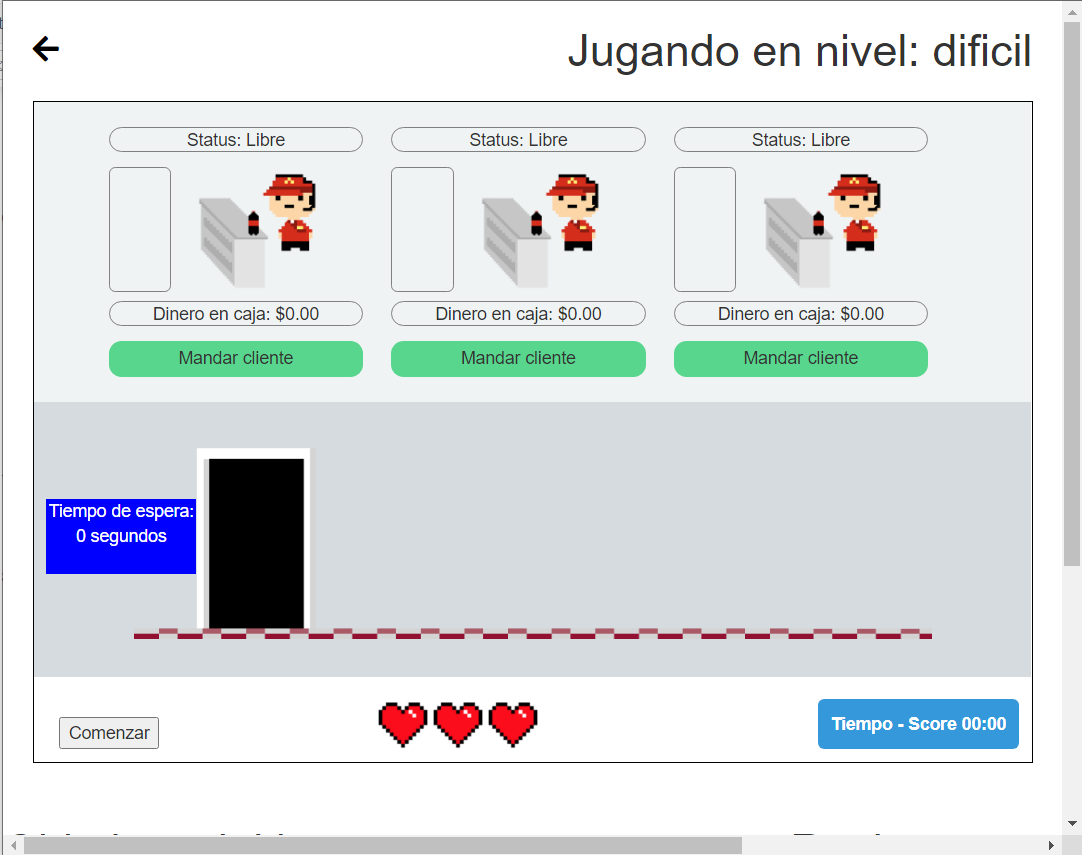 Jugando en nivel: dificil
Status: Libre
Status: Libre
Status: Libre
Dinero en caja: $0.00
Dinero en caja: $0.00
Dinero en caja: $0.00
Mandar cliente
Mandar cliente
Mandar cliente
Tiempo de espera:
0 segundos
Comenzar
Tiempo - Score 00:00